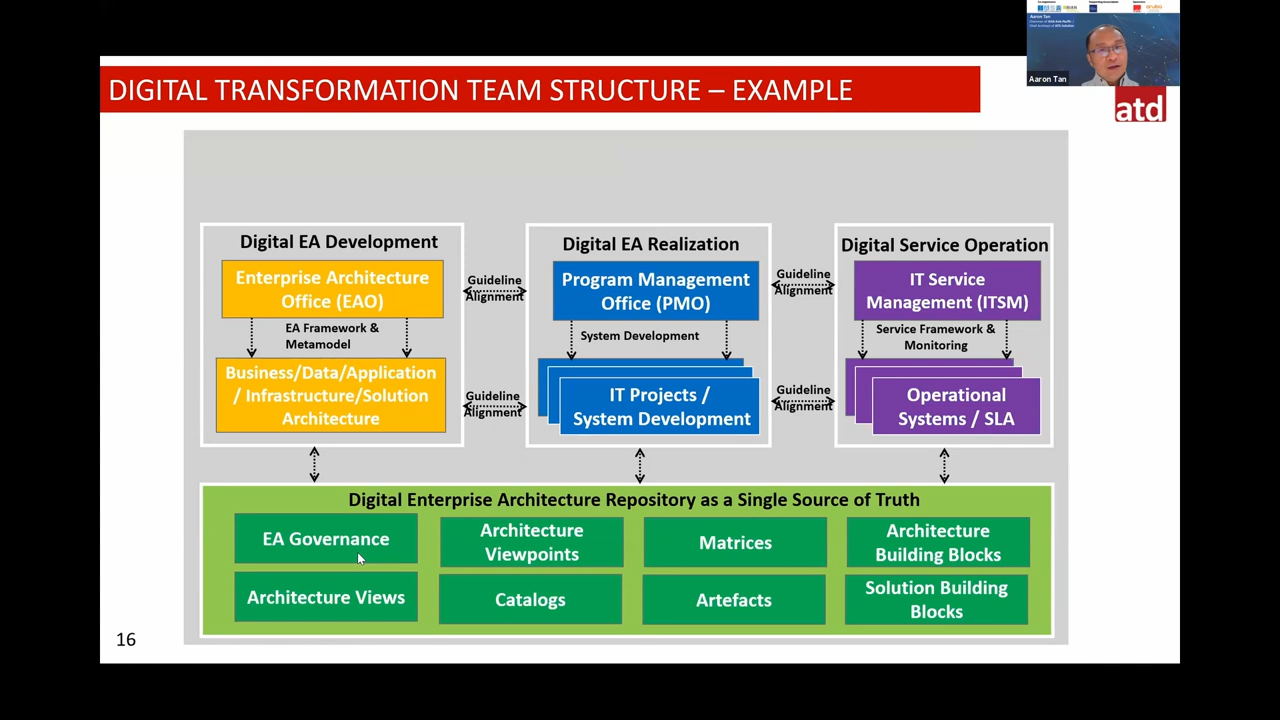 Aaron Tan
Aaron Tan
DIGITAL TRANSFORMATION TEAM STRUCTURE – EXAMPLE
atd
Digital EA Development
Enterprise Architecture
Office (EAO)
EA Framework &
Metamodel
Business/Data/Application
/ Infrastructure/Solution
Architecture
Guideline
Alignment
Guideline
Alignment
Digital EA Realization
Program Management
Office (PMO)
System Development
IT Projects /
System Development
Guideline
Alignment
Guideline
Alignment
Digital Service Operation
IT Service
Management (ITSM)
Service Framework &
Monitoring
Operational
Systems / SLA
Digital Enterprise Architecture Repository as a Single Source of Truth
EA Governance
Architecture
Viewpoints
Matrices
Architecture
Building Blocks
Architecture Views
Catalogs
Artefacts
Solution Building
Blocks
16